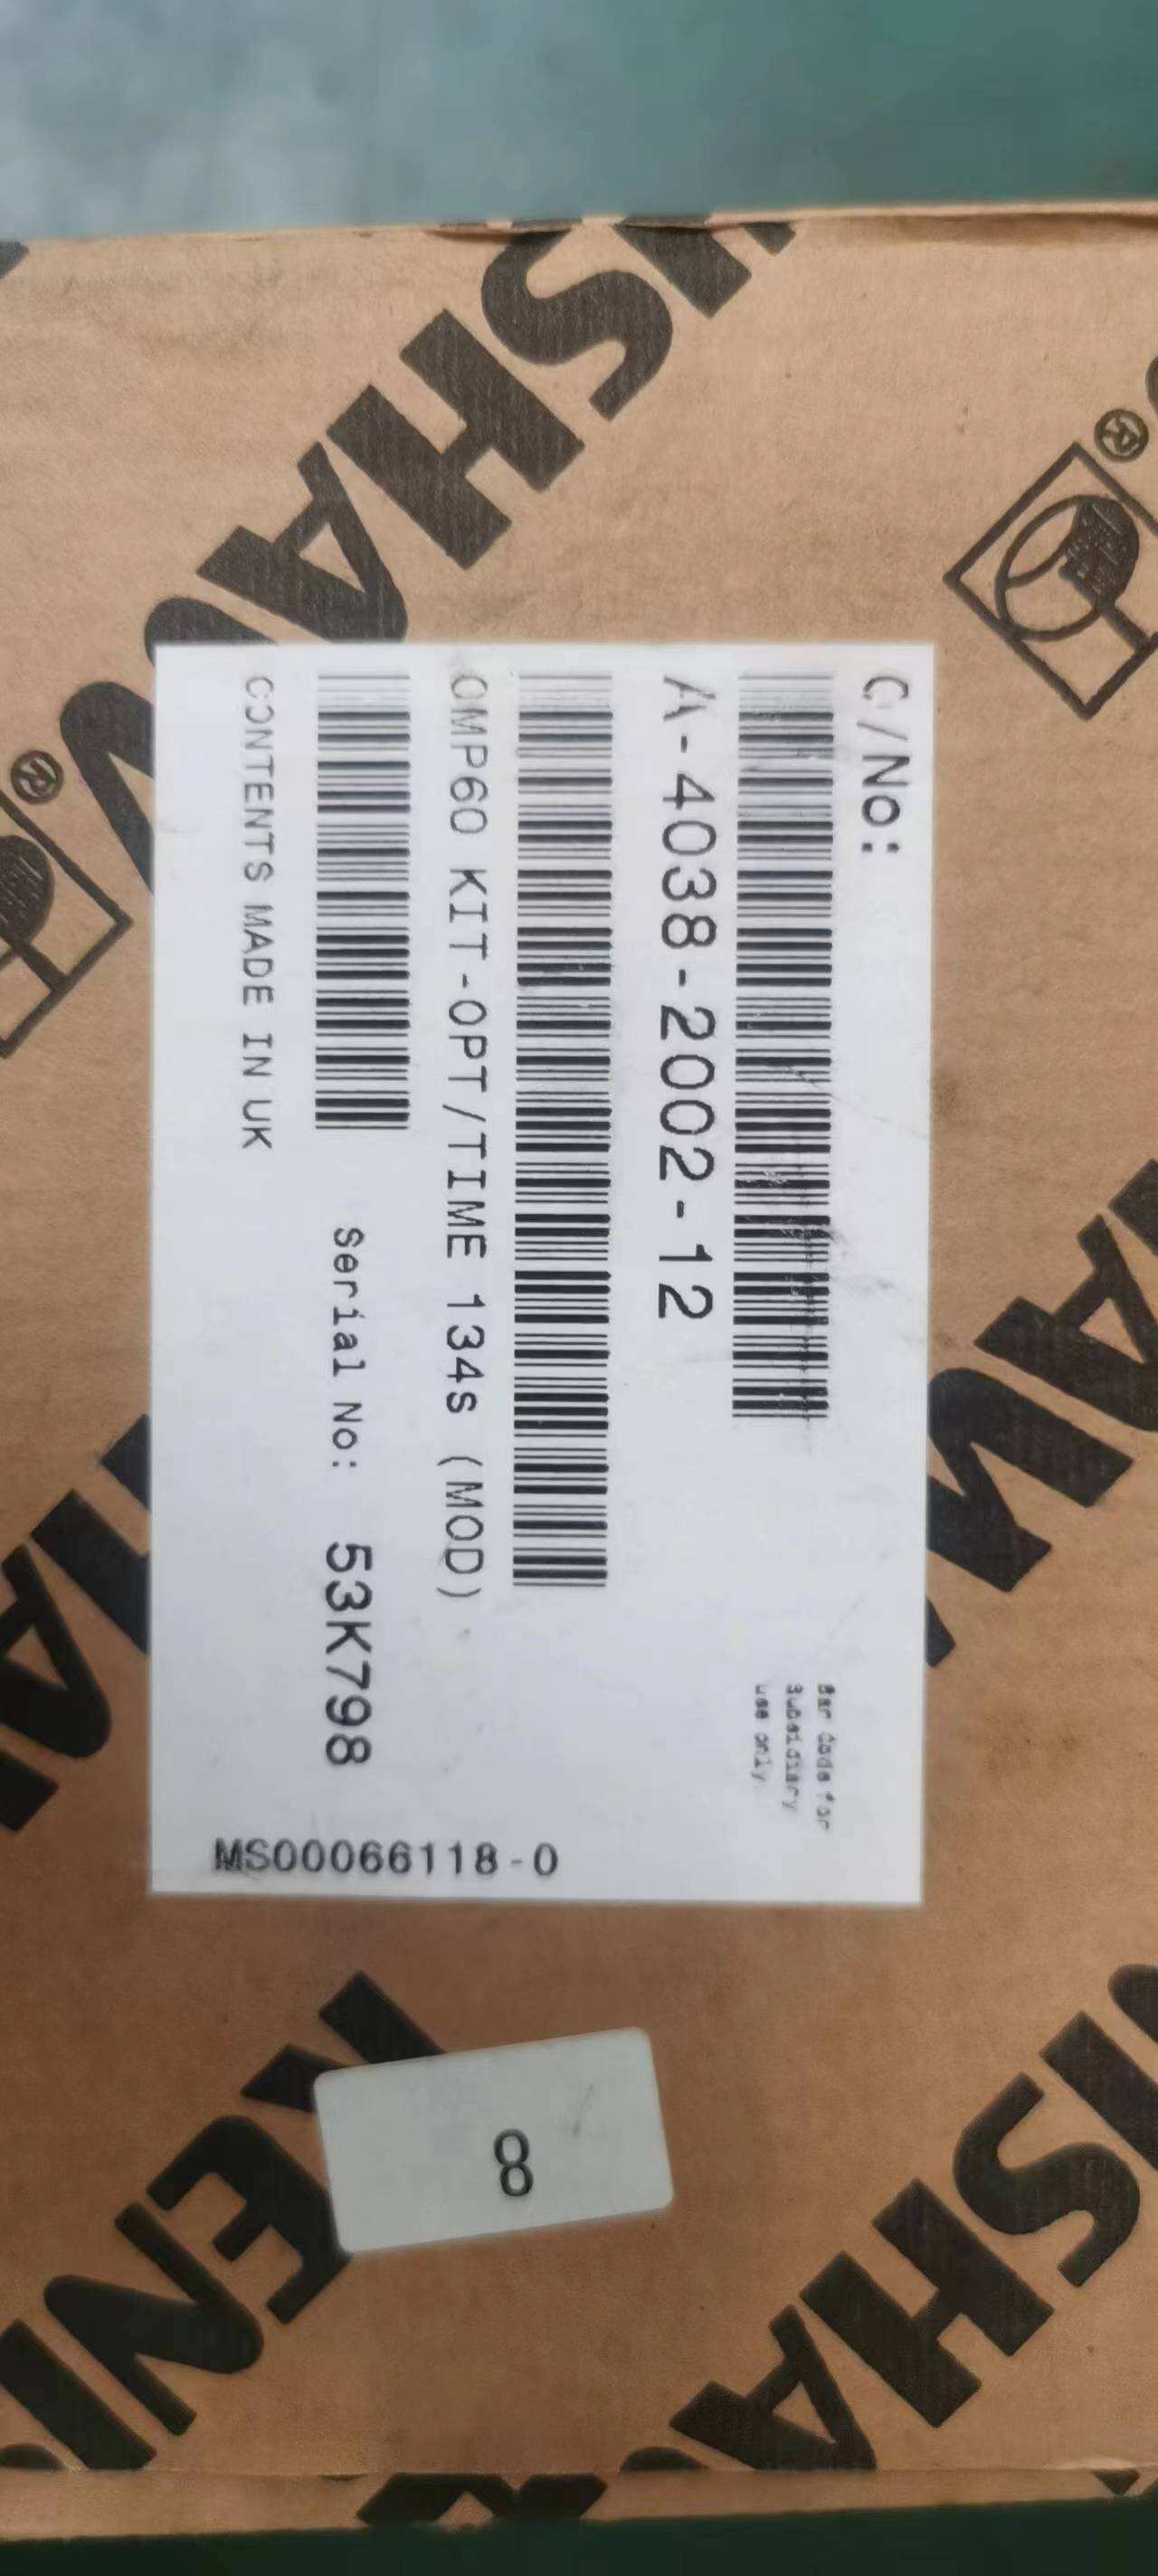 C/No:
A-4038-2002-12
Bar Code for
Subsidiary
use only
OMP60 KIT-OPT/TIME 134s (MOD)
Serial No: 53K798
CONTENTS MADE IN UK
MS00066118-0
8
RENISHAW
®
®